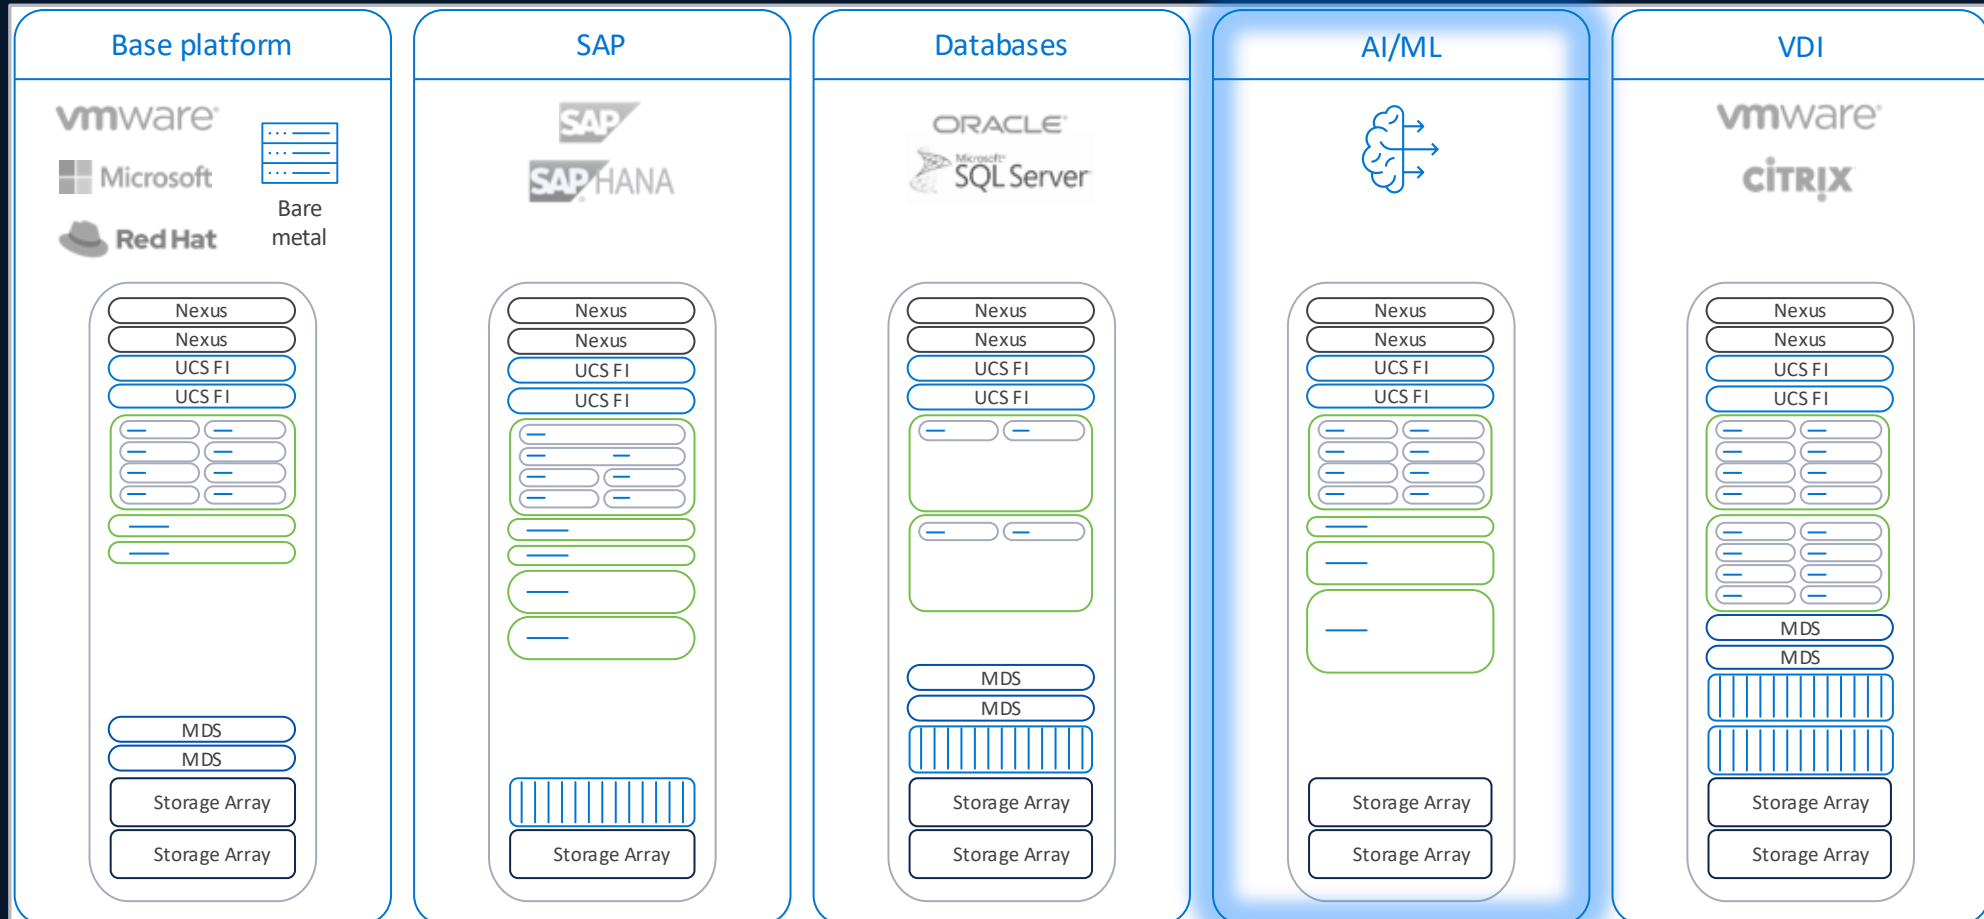 Base platform
vmware®
Microsoft
Red Hat
Bare
metal
Nexus
Nexus
UCS FI
UCS FI
MDS
MDS
Storage Array
Storage Array
SAP
SAP
SAP HANA
Nexus
Nexus
UCS FI
UCS FI
Storage Array
Databases
ORACLE®
Microsoft®
SQL Server
Nexus
Nexus
UCS FI
UCS FI
MDS
MDS
Storage Array
Storage Array
AI/ML
Nexus
Nexus
UCS FI
UCS FI
Storage Array
Storage Array
VDI
vmware®
CITRIX
Nexus
Nexus
UCS FI
UCS FI
MDS
MDS
Storage Array
Storage Array